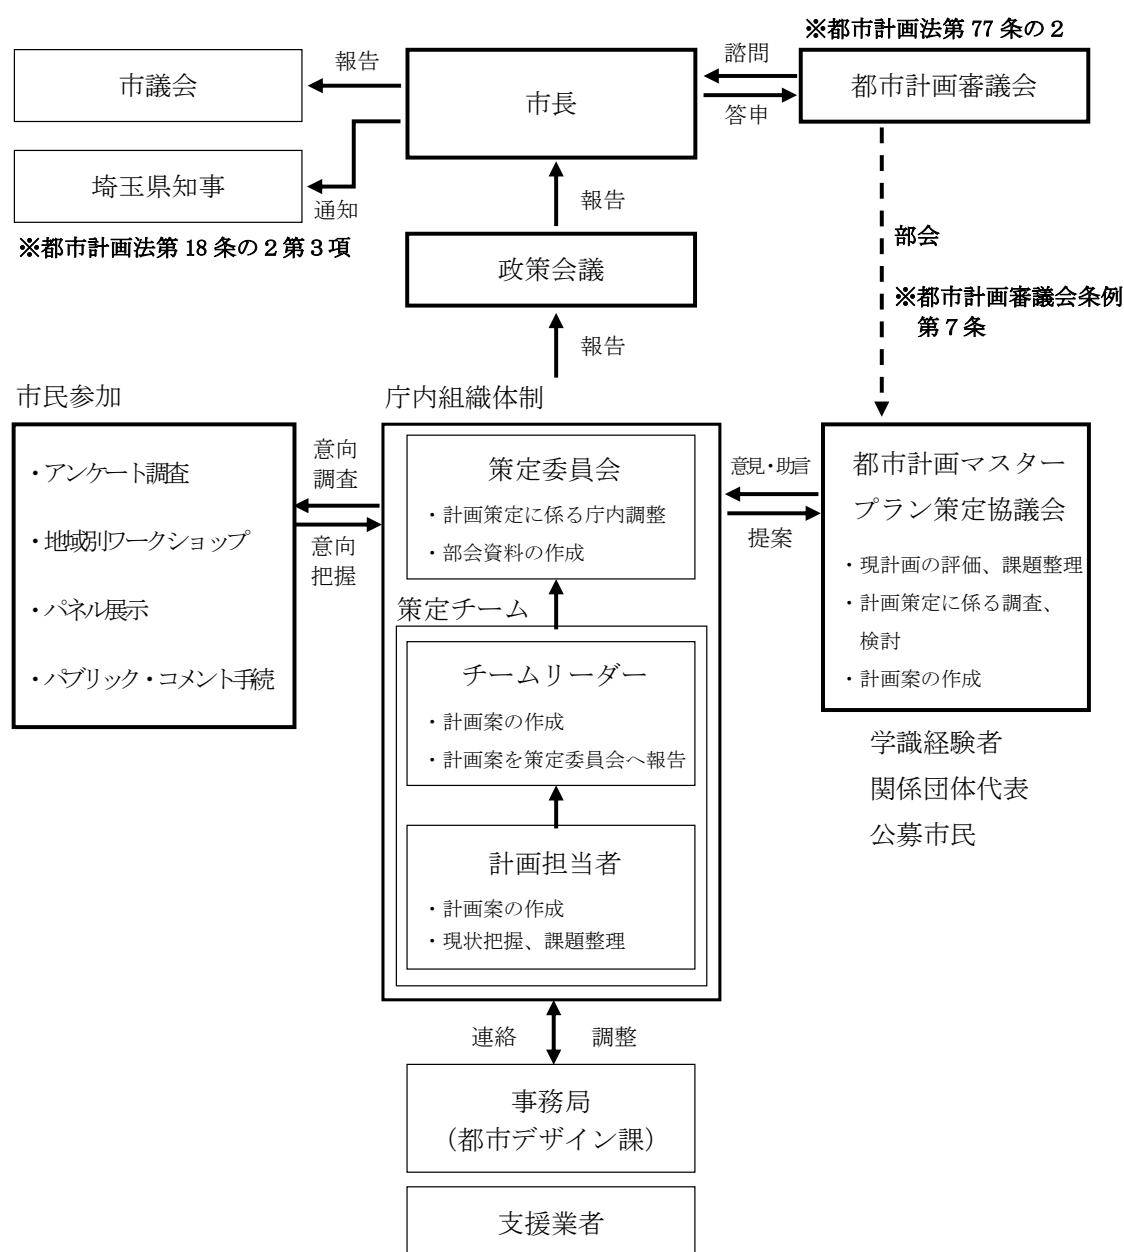 ※都市計画法第 77 条の２
市議会
報告
市長
諮問
答申
都市計画審議会
埼玉県知事
通知
※都市計画法第 18 条の２第３項
報告
政策会議
部会
※都市計画審議会条例
第７条
報告
市民参加
・アンケート調査
・地域別ワークショップ
・パネル展示
・パブリック・コメント手続
意向
調査
意向
把握
庁内組織体制
策定委員会
・計画策定に係る庁内調整
・部会資料の作成
策定チーム
チームリーダー
・計画案の作成
・計画案を策定委員会へ報告
計画担当者
・計画案の作成
・現状把握、課題整理
意見・助言
提案
都市計画マスター
プラン策定協議会
・現計画の評価、課題整理
・計画策定に係る調査、
検討
・計画案の作成
学識経験者
関係団体代表
公募市民
連絡
調整
事務局
（都市デザイン課）
支援業者